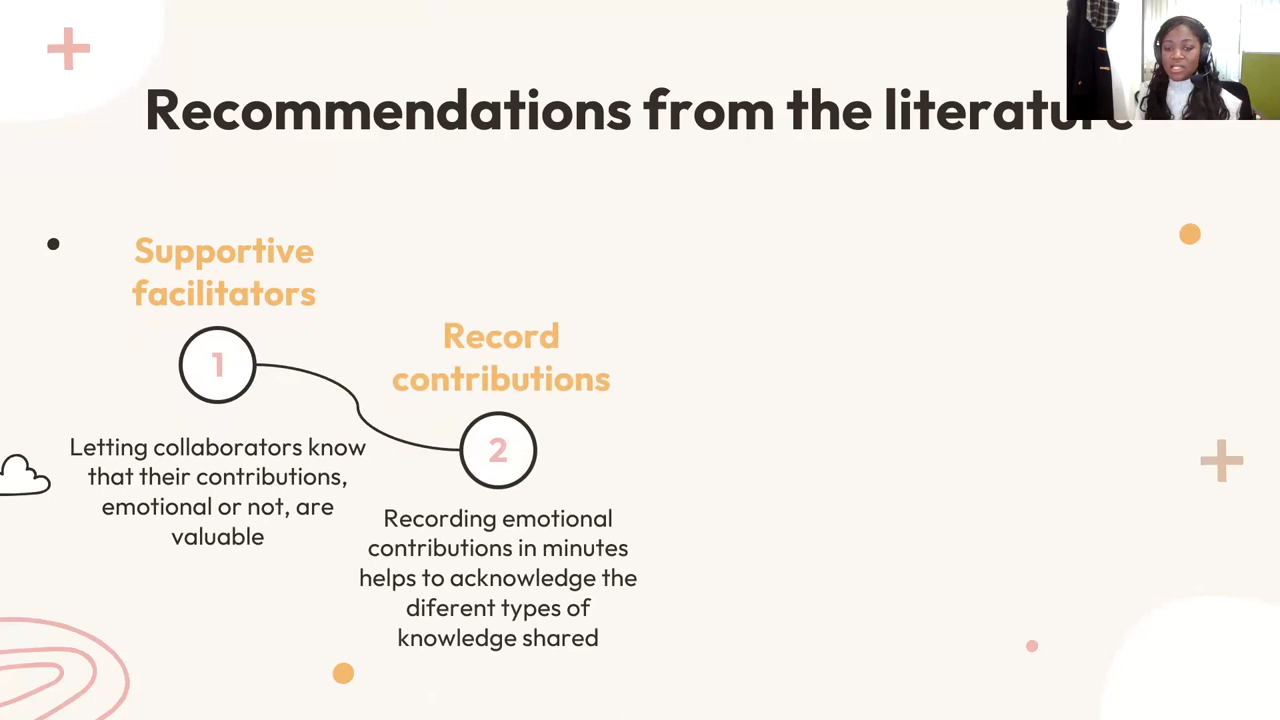 Recommendations from the literature
Supportive
facilitators
1
Letting collaborators know
that their contributions,
emotional or not, are
valuable
Record
contributions
2
Recording emotional
contributions in minutes
helps to acknowledge the
diferent types of
knowledge shared